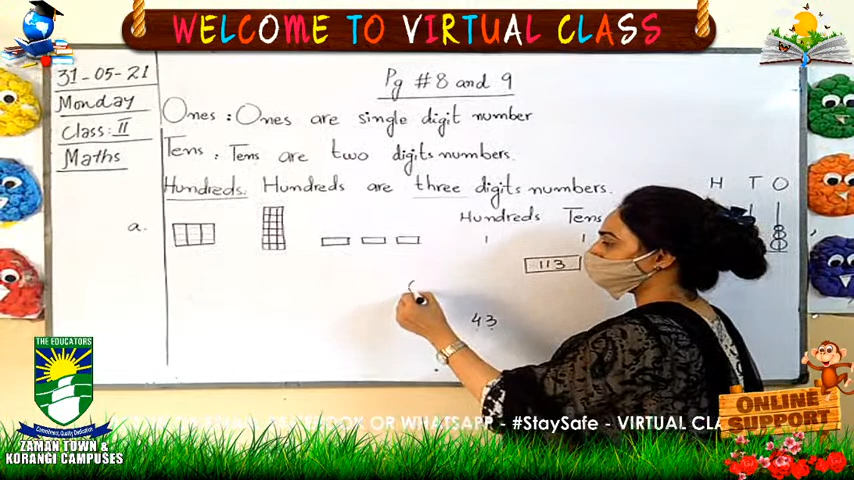 WELCOME TO VIRTUAL CLASS
31-05-21
Monday
Class: II
Maths
Pg # 8 and 9
Ones : Ones are single digit number
Tens : Tens are two digits numbers.
Hundreds. Hundreds are three digits numbers.
H T O
a.
Hundreds Tens
1 1
113
43
THE EDUCATORS
ZAMAN TOWN &
KORANGI CAMPUSES
OR WHATSAPP - #StaySafe - VIRTUAL CLA
ONLINE
SUPPORT